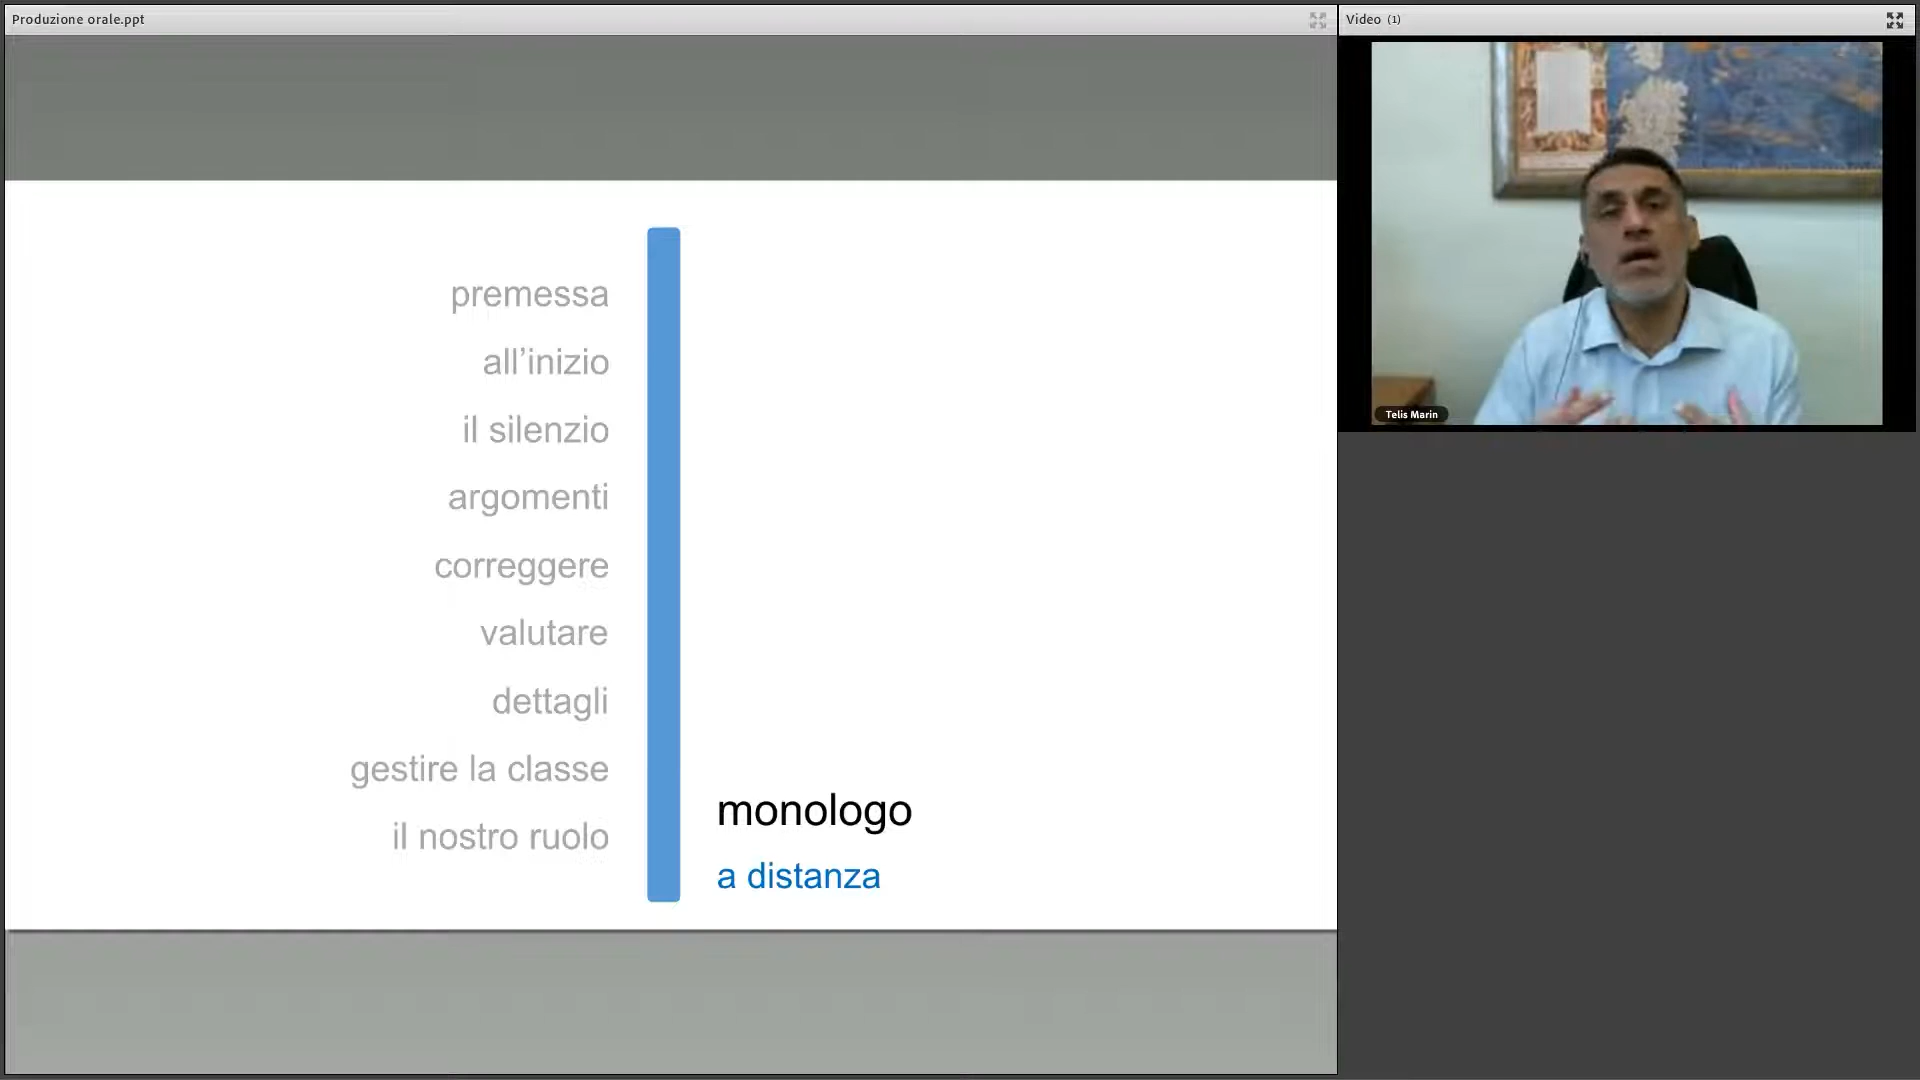 Produzione orale.ppt
Video (1)
premessa
all’inizio
il silenzio
argomenti
correggere
valutare
dettagli
gestire la classe
il nostro ruolo
monologo
a distanza
Telis Marin